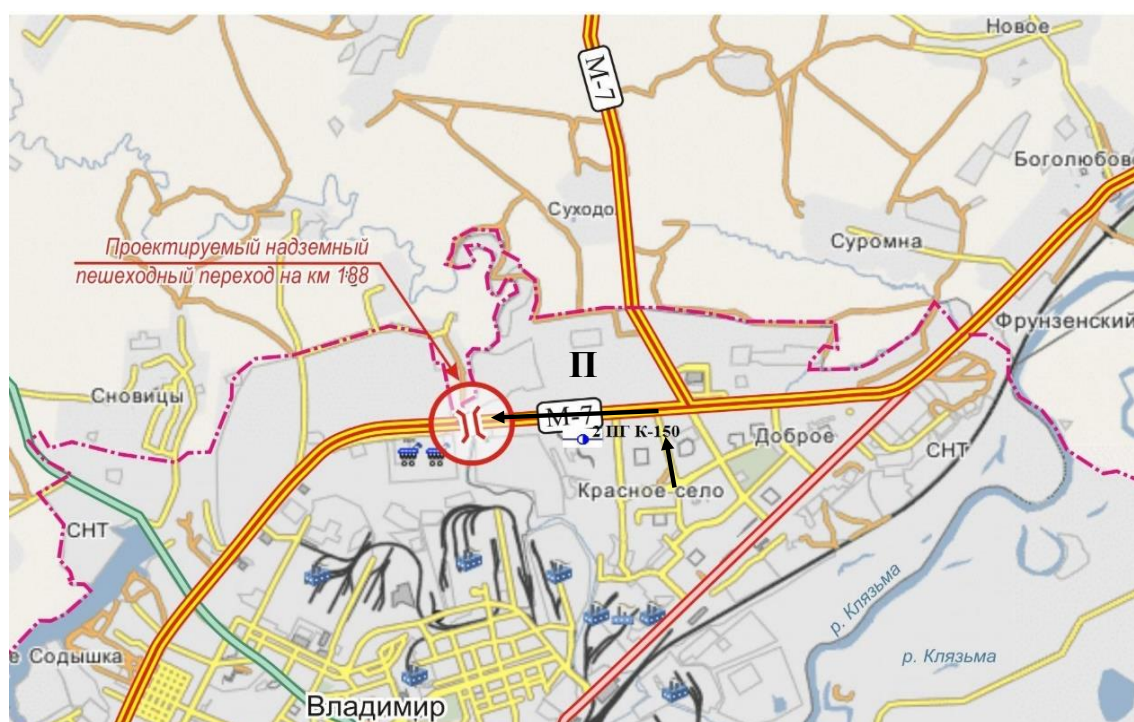 Новое
М-7
Боголюбово
Суходо
Суромна
Проектируемый надземный
пешеходный переход на км 188
Фрунзенский
П
Сновицы
М-7
2 ПГ К-150
Доброе
СНТ
Красное село
СНТ
р. Клязьма
е Содышка
р. Клязьма
Владимир